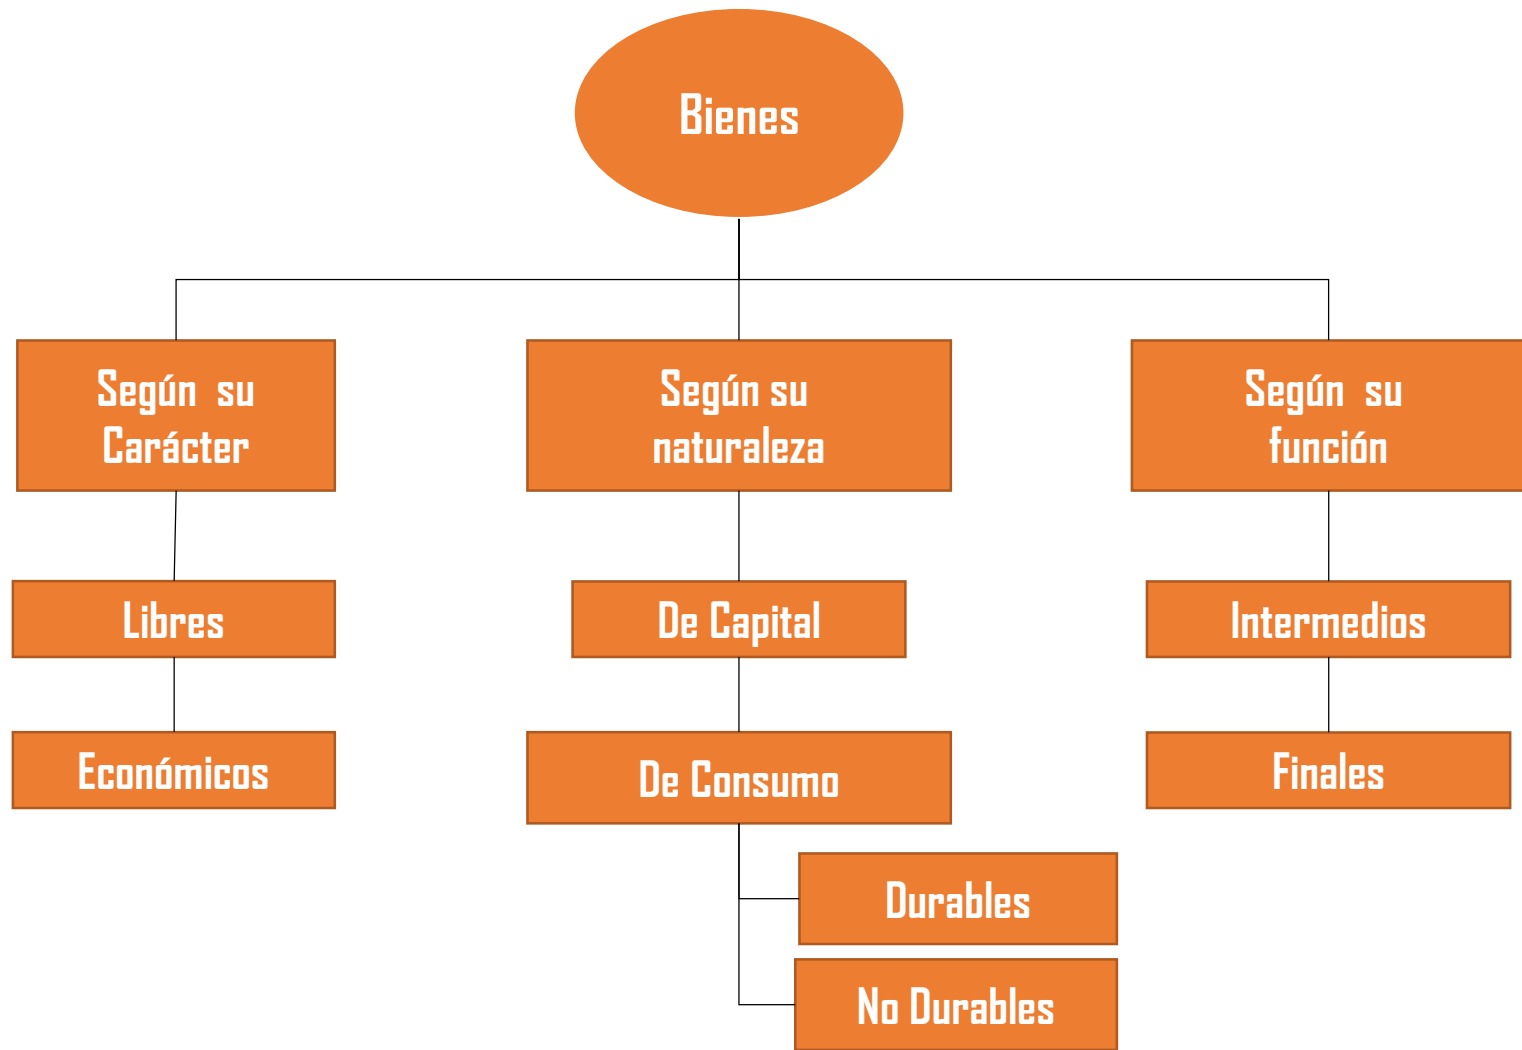 Bienes
Según su
Carácter
Según su
naturaleza
Según su
función
Libres
De Capital
Intermedios
Económicos
De Consumo
Finales
Durables
No Durables